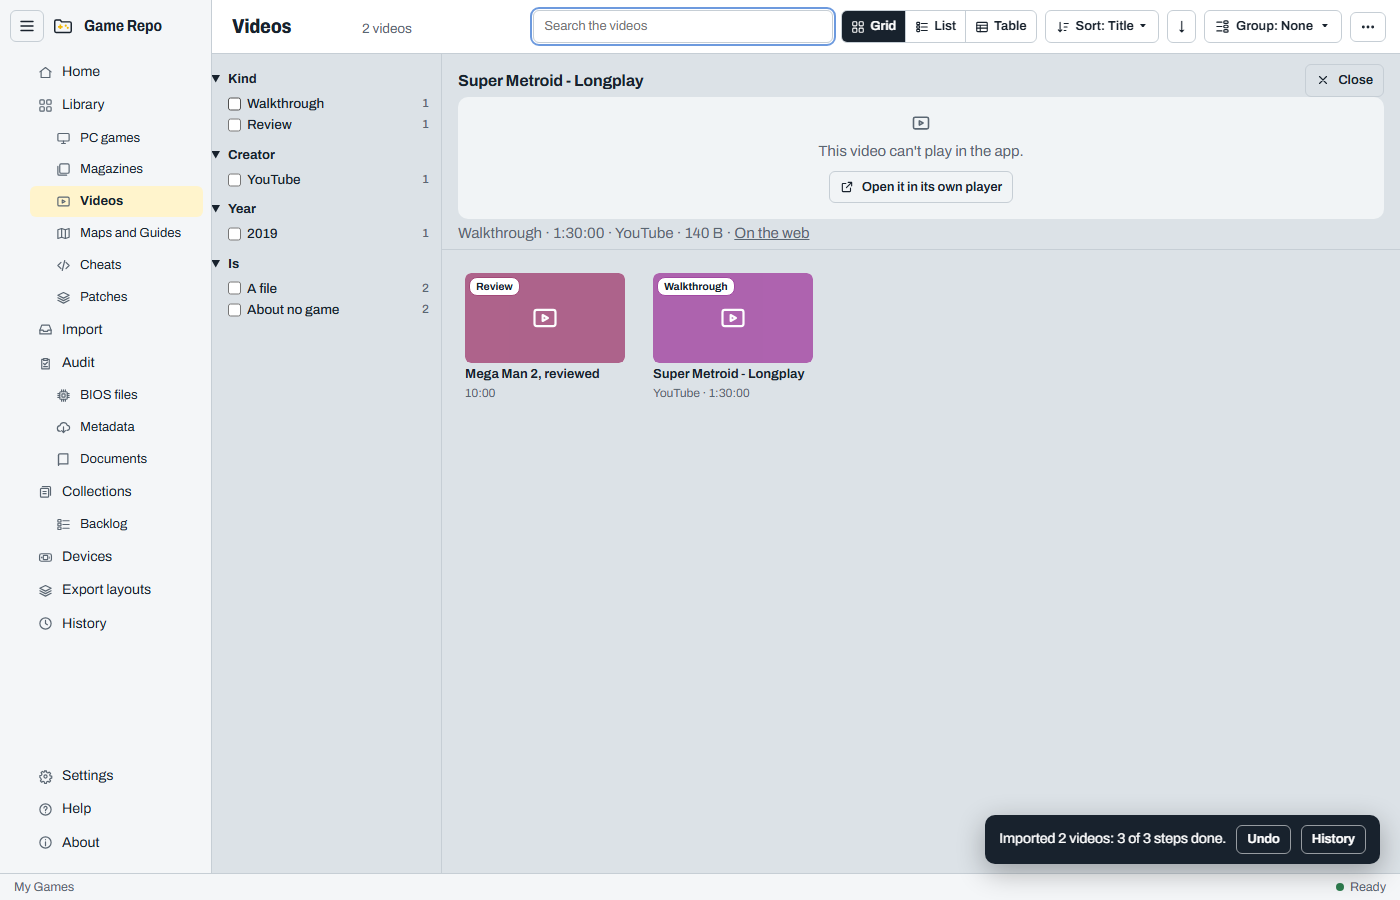 Game Repo
Videos
2 videos
Search the videos
Grid
List
Table
Sort: Title
Group: None
Home
Library
PC games
Magazines
Videos
Maps and Guides
Cheats
Patches
Import
Audit
BIOS files
Metadata
Documents
Collections
Backlog
Devices
Export layouts
History
Settings
Help
About
Kind
Walkthrough 1
Review 1
Creator
YouTube 1
Year
2019 1
Is
A file 2
About no game 2
Super Metroid - Longplay
Close
This video can't play in the app.
Open it in its own player
Walkthrough · 1:30:00 · YouTube · 140 B · On the web
Review
Mega Man 2, reviewed
10:00
Walkthrough
Super Metroid - Longplay
YouTube · 1:30:00
Imported 2 videos: 3 of 3 steps done.
Undo
History
My Games
Ready